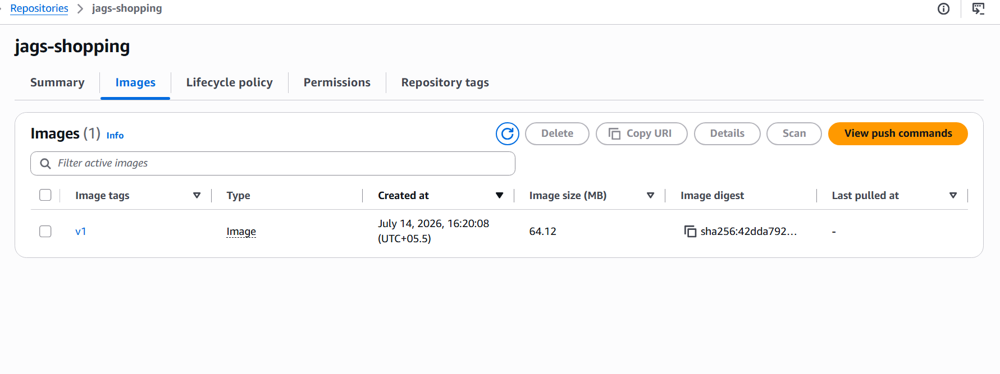 Repositories > jags-shopping
jags-shopping
Summary Images Lifecycle policy Permissions Repository tags
Images (1) Info Delete Copy URI Details Scan View push commands
Filter active images
Image tags Type Created at Image size (MB) Image digest Last pulled at
v1 Image July 14, 2026, 16:20:08 (UTC+05.5) 64.12 sha256:42dda792... -